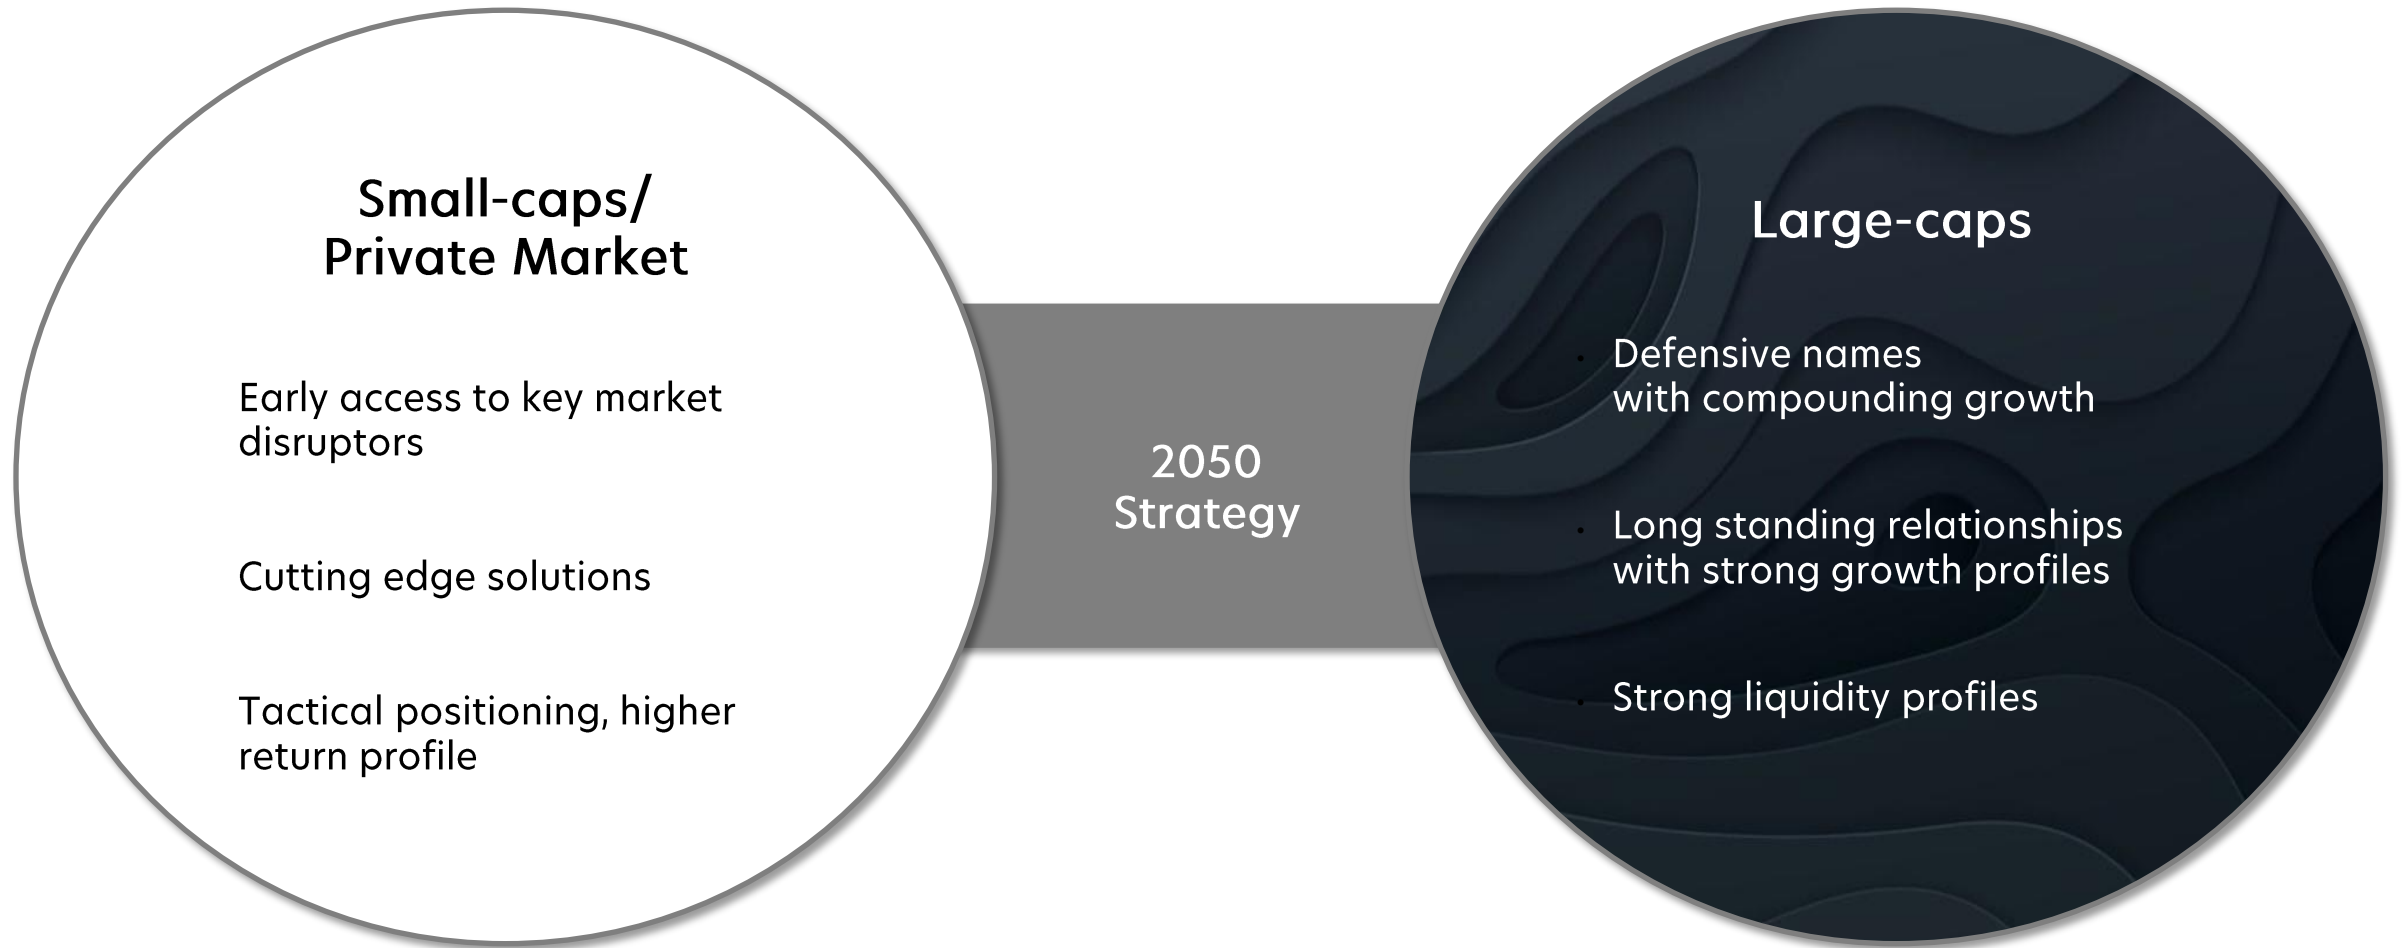 Small-caps/
Private Market
Early access to key market
disruptors
Cutting edge solutions
Tactical positioning, higher
return profile
2050
Strategy
Large-caps
• Defensive names
with compounding growth
• Long standing relationships
with strong growth profiles
• Strong liquidity profiles